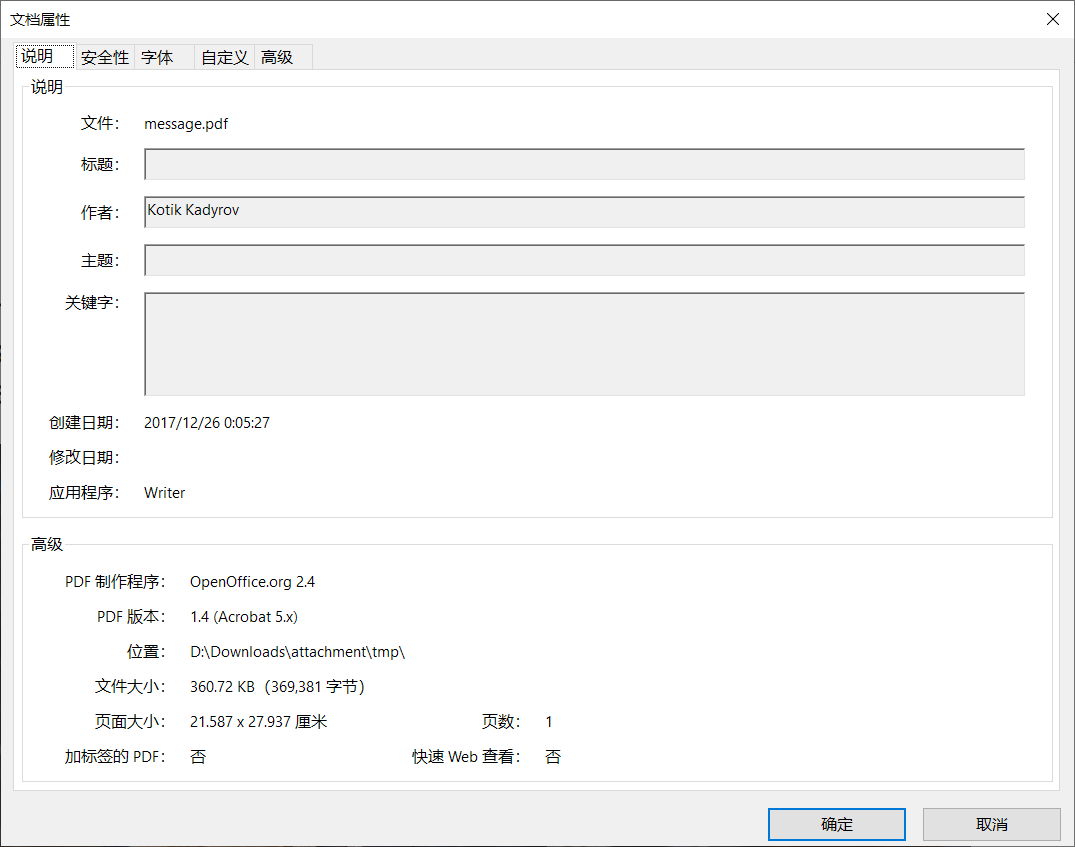 文档属性
说明 安全性 字体 自定义 高级
说明
文件： message.pdf
标题：
作者： Kotik Kadyrov
主题：
关键字：
创建日期： 2017/12/26 0:05:27
修改日期：
应用程序： Writer
高级
PDF 制作程序： OpenOffice.org 2.4
PDF 版本： 1.4 (Acrobat 5.x)
位置： D:\Downloads\attachment\tmp\
文件大小： 360.72 KB（369,381 字节）
页面大小： 21.587 x 27.937 厘米 页数： 1
加标签的 PDF： 否 快速 Web 查看： 否
确定 取消